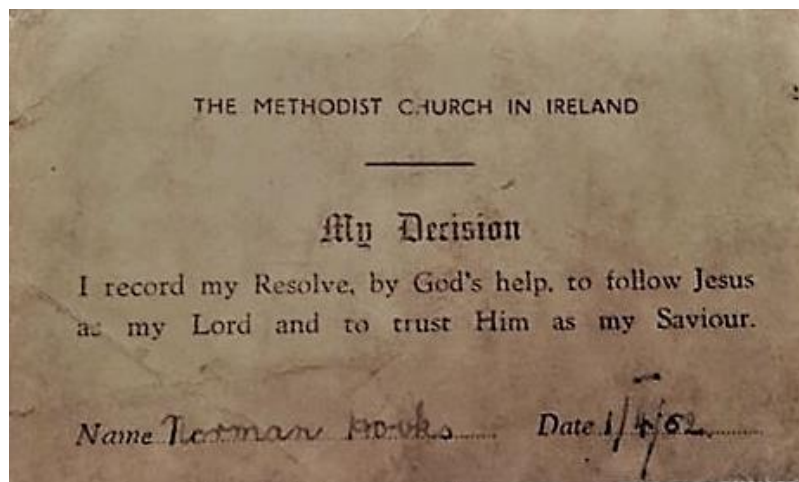 THE METHODIST CHURCH IN IRELAND
My Decision
I record my Resolve, by God's help, to follow Jesus
as my Lord and to trust Him as my Saviour.
Name Norman Date 1/4/62